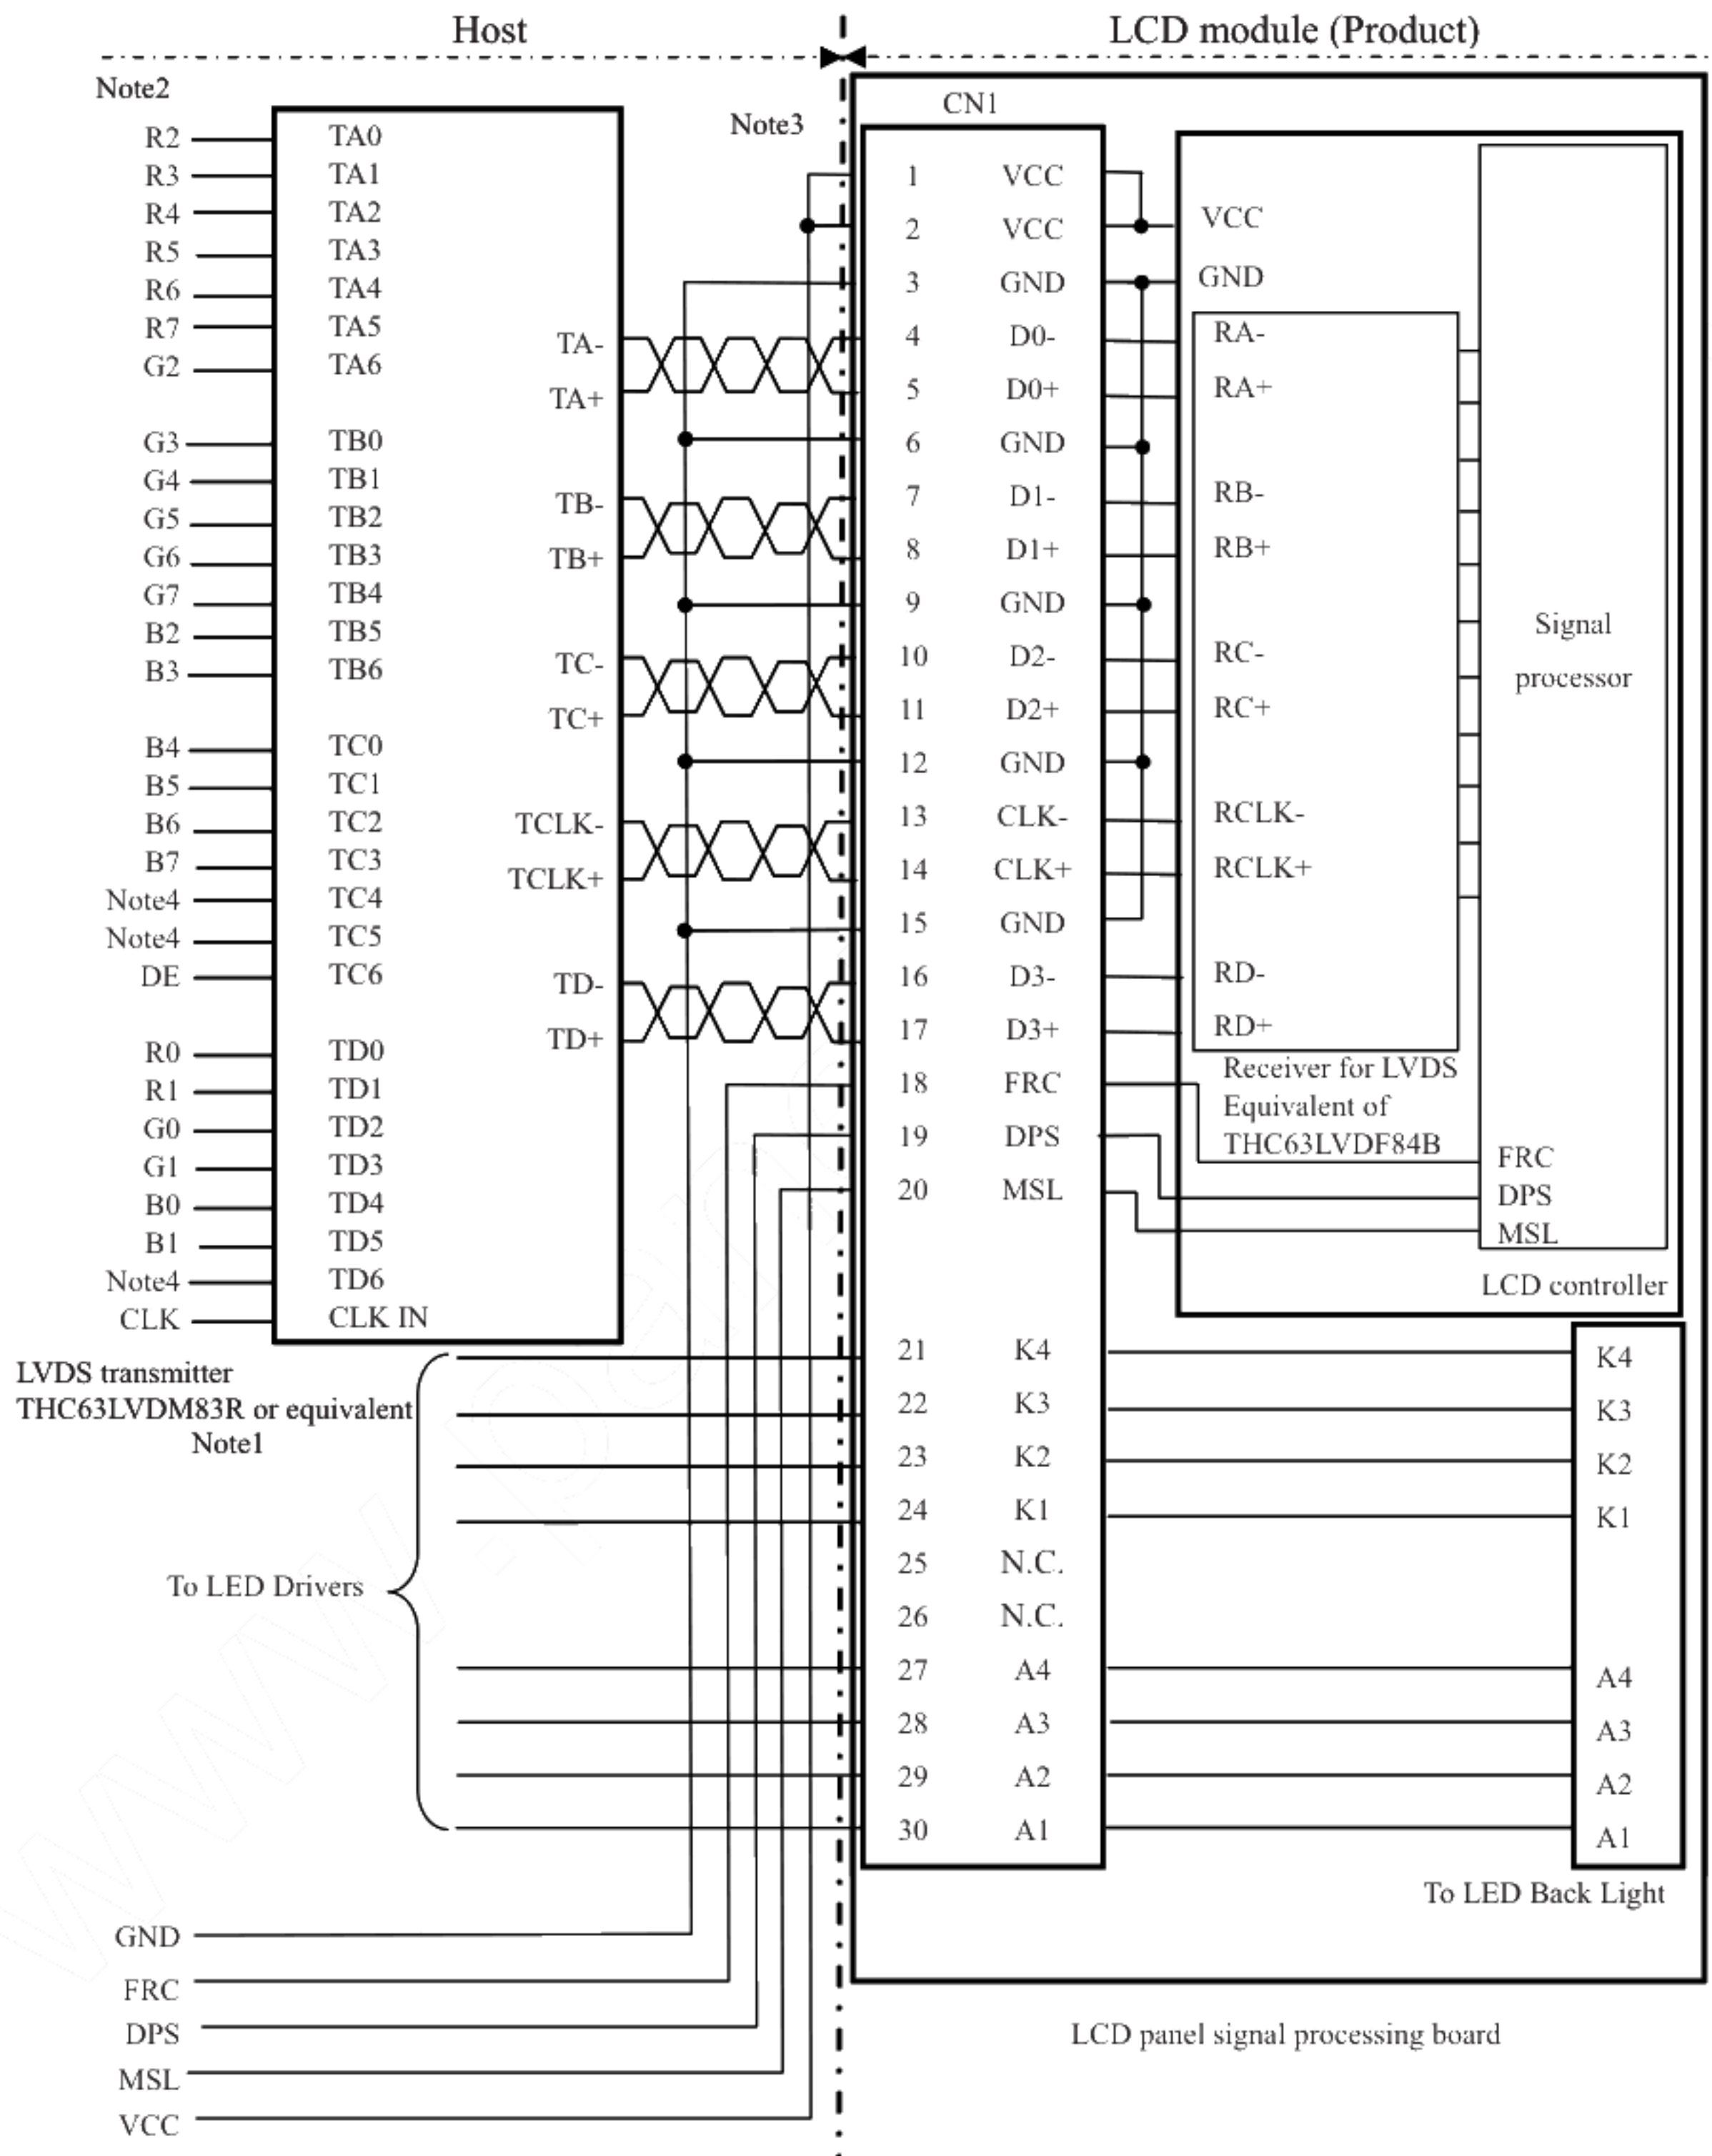 Host
LCD module (Product)
Note2
Note3
CN1
R2 TA0
R3 TA1
R4 TA2
R5 TA3
R6 TA4
R7 TA5
G2 TA6
G3 TB0
G4 TB1
G5 TB2
G6 TB3
G7 TB4
B2 TB5
B3 TB6
B4 TC0
B5 TC1
B6 TC2
B7 TC3
Note4 TC4
Note4 TC5
DE TC6
R0 TD0
R1 TD1
G0 TD2
G1 TD3
B0 TD4
B1 TD5
Note4 TD6
CLK CLK IN
TA-
TA+
TB-
TB+
TC-
TC+
TCLK-
TCLK+
TD-
TD+
LVDS transmitter
THC63LVDM83R or equivalent
Note1
To LED Drivers
GND
FRC
DPS
MSL
VCC
1 VCC
2 VCC
3 GND
4 D0-
5 D0+
6 GND
7 D1-
8 D1+
9 GND
10 D2-
11 D2+
12 GND
13 CLK-
14 CLK+
15 GND
16 D3-
17 D3+
18 FRC
19 DPS
20 MSL
21 K4
22 K3
23 K2
24 K1
25 N.C.
26 N.C.
27 A4
28 A3
29 A2
30 A1
VCC
GND
RA-
RA+
RB-
RB+
RC-
RC+
RCLK-
RCLK+
RD-
RD+
Receiver for LVDS
Equivalent of
THC63LVDF84B
Signal
processor
FRC
DPS
MSL
LCD controller
K4
K3
K2
K1
A4
A3
A2
A1
To LED Back Light
LCD panel signal processing board